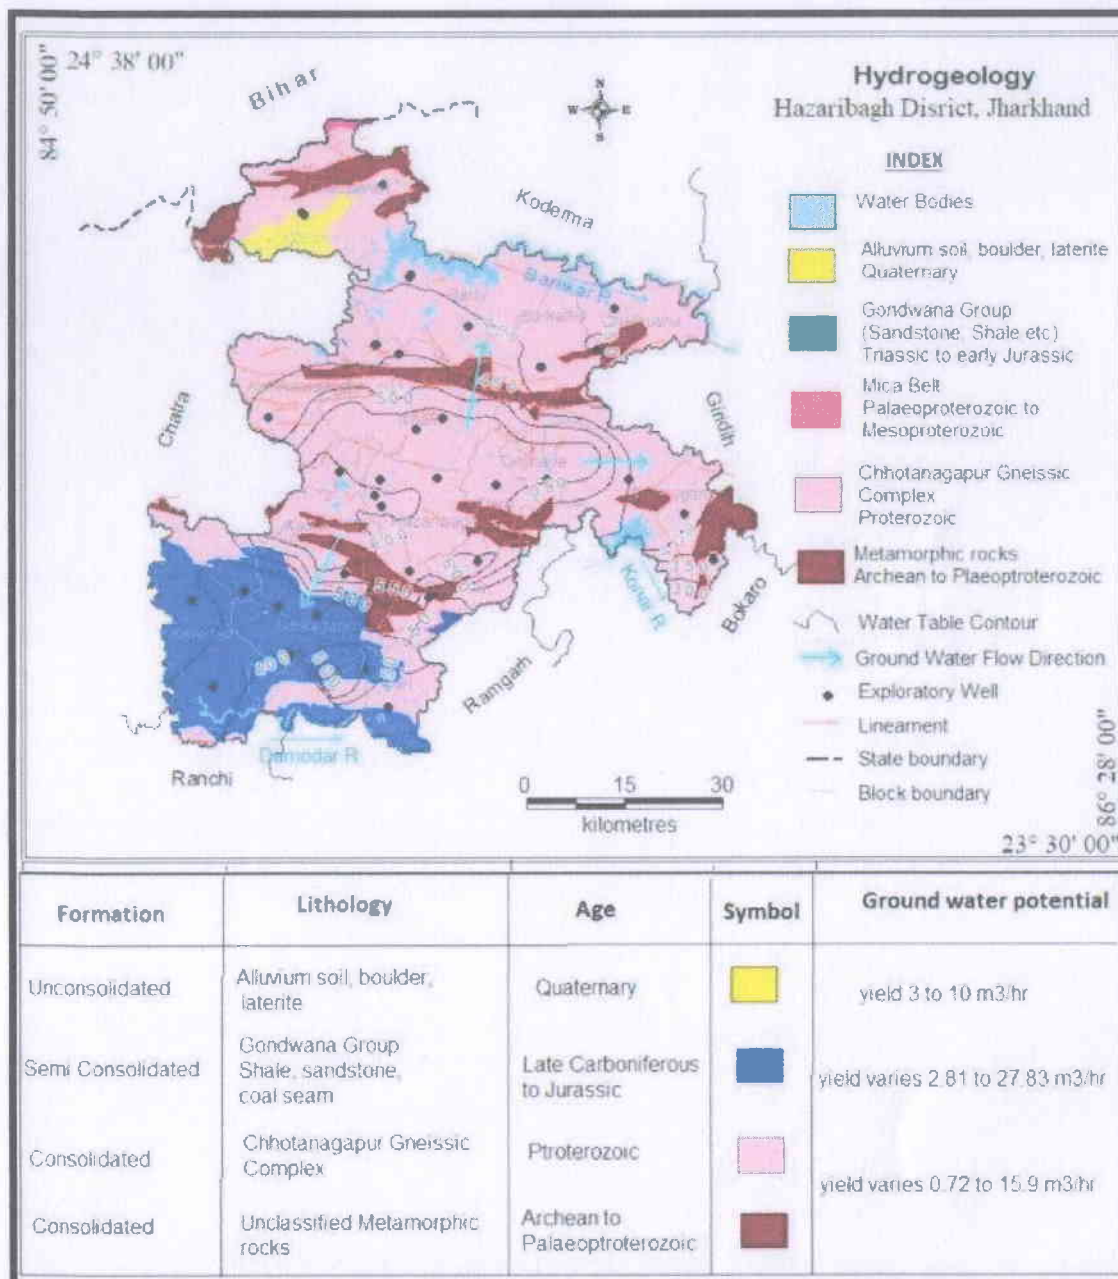 24° 38' 00"
84° 50' 00"
Bihar
N
W E
S
Hydrogeology
Hazaribagh Disrict, Jharkhand
INDEX
Water Bodies
Alluvium soil, boulder, laterite
Quaternary
Gondwana Group
(Sandstone, Shale etc)
Triassic to early Jurassic
Mica Belt
Palaeoproterozoic to
Mesoproterozoic
Chhotanagapur Gneissic
Complex
Proterozoic
Metamorphic rocks
Archean to Plaeoptroterozoic
Water Table Contour
Ground Water Flow Direction
Exploratory Well
Lineament
State boundary
Block boundary
Koderma
Barakar R
Chatra
Giridih
Konar R
Bokaro
Ramgarh
Damodar R
Ranchi
0 15 30
kilometres
86° 28' 00"
23° 30' 00"
Formation Lithology Age Symbol Ground water potential
Unconsolidated Alluvium soil, boulder, Quaternary yield 3 to 10 m3/hr
laterite
Semi Consolidated Gondwana Group Late Carboniferous yield varies 2.81 to 27.83 m3/hr
Shale, sandstone, to Jurassic
coal seam
Consolidated Chhotanagapur Gneissic Ptroterozoic yield varies 0.72 to 15.9 m3/hr
Complex
Consolidated Unclassified Metamorphic Archean to
rocks Palaeoptroterozoic